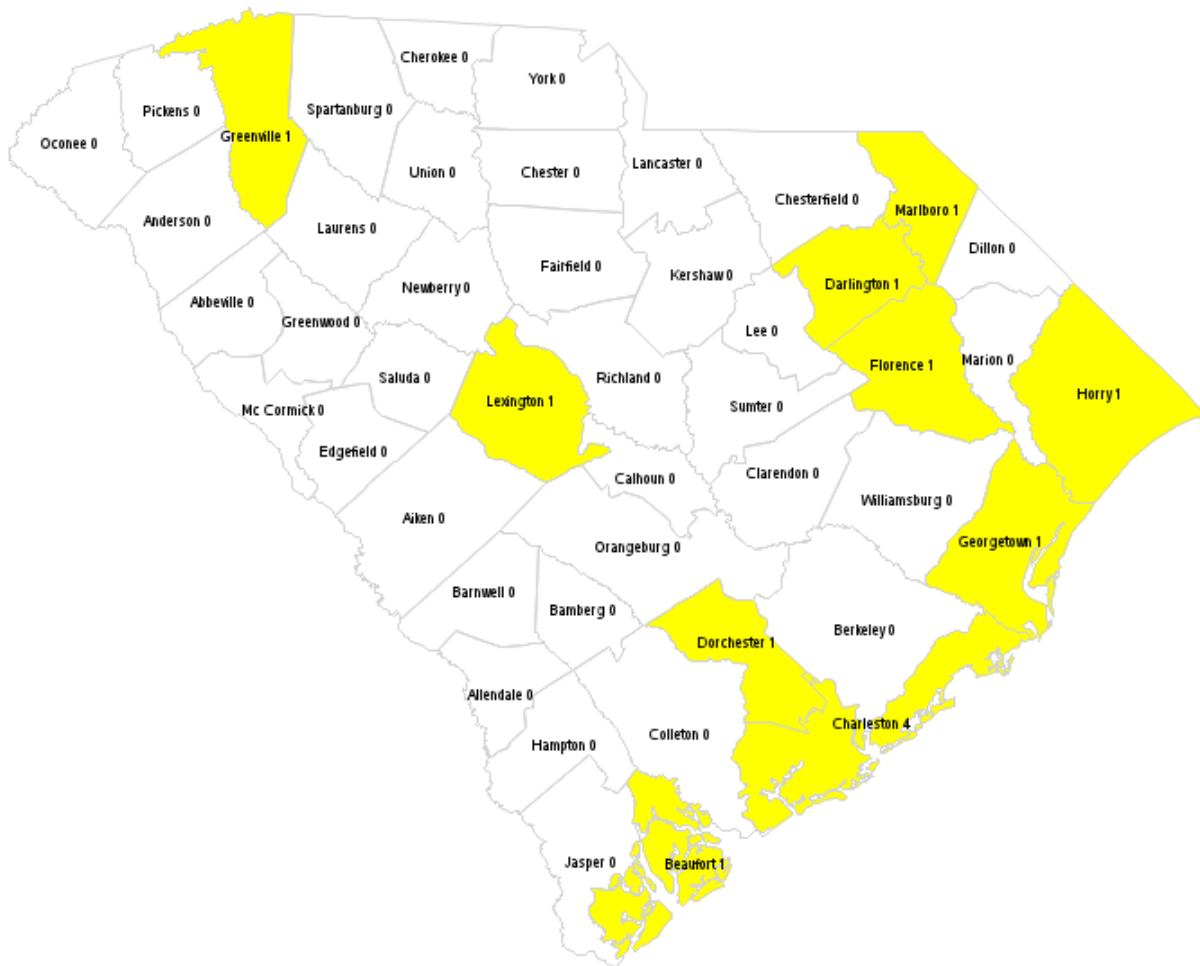 Cherokee 0
York 0
Pickens 0
Spartanburg 0
Greenville 1
Oconee 0
Union 0
Chester 0
Lancaster 0
Chesterfield 0
Marlboro 1
Anderson 0
Laurens 0
Dillon 0
Fairfield 0
Kershaw 0
Newberry 0
Darlington 1
Abbeville 0
Greenwood 0
Lee 0
Marion 0
Florence 1
Saluda 0
Richland 0
Horry 1
Lexington 1
Sumter 0
Mc Cormick 0
Edgefield 0
Clarendon 0
Calhoun 0
Williamsburg 0
Aiken 0
Georgetown 1
Orangeburg 0
Barnwell 0
Bamberg 0
Berkeley 0
Dorchester 1
Allendale 0
Charleston 4
Colleton 0
Hampton 0
Jasper 0
Beaufort 1